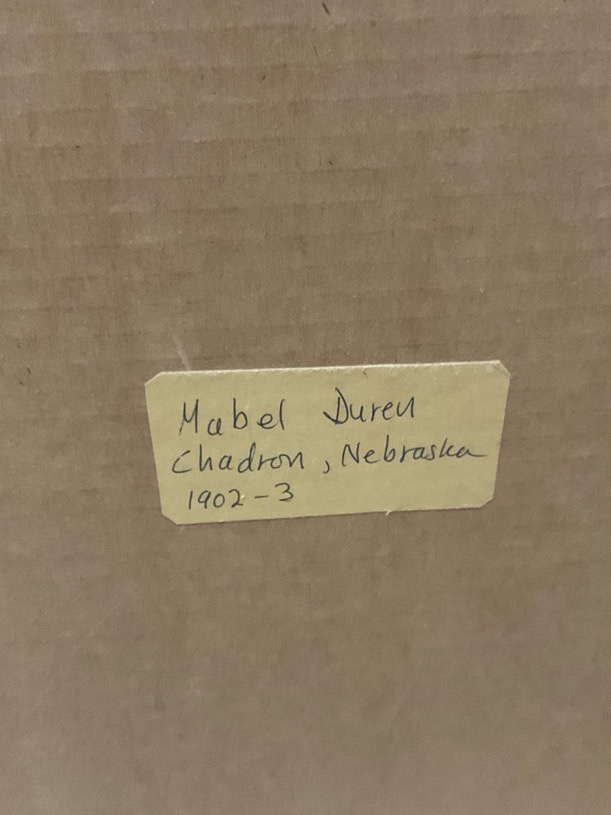 Mabel Duren
Chadron, Nebraska
1902-3